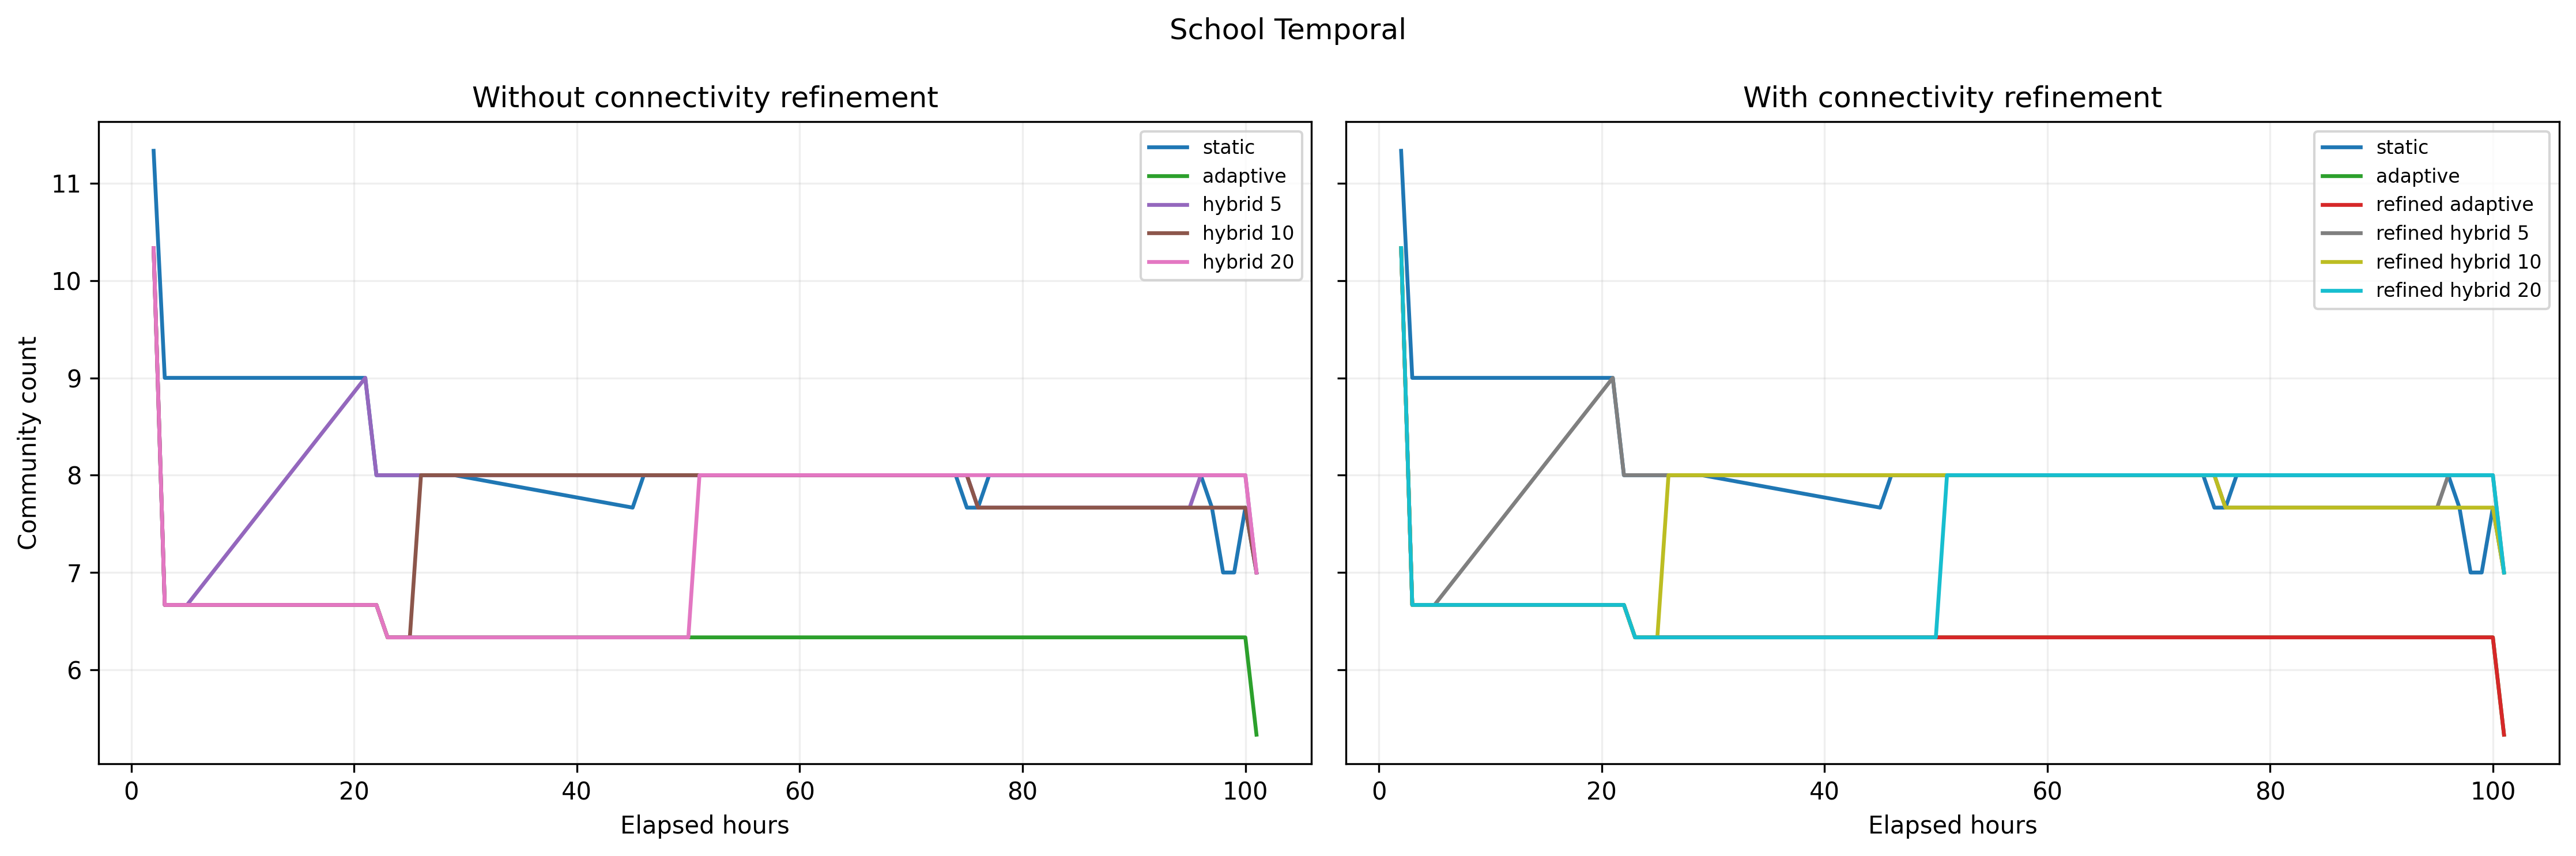 School Temporal
Without connectivity refinement
11
10
9
8
7
6
Community count
0 20 40 60 80 100
Elapsed hours
static
adaptive
hybrid 5
hybrid 10
hybrid 20
With connectivity refinement
0 20 40 60 80 100
Elapsed hours
static
adaptive
refined adaptive
refined hybrid 5
refined hybrid 10
refined hybrid 20